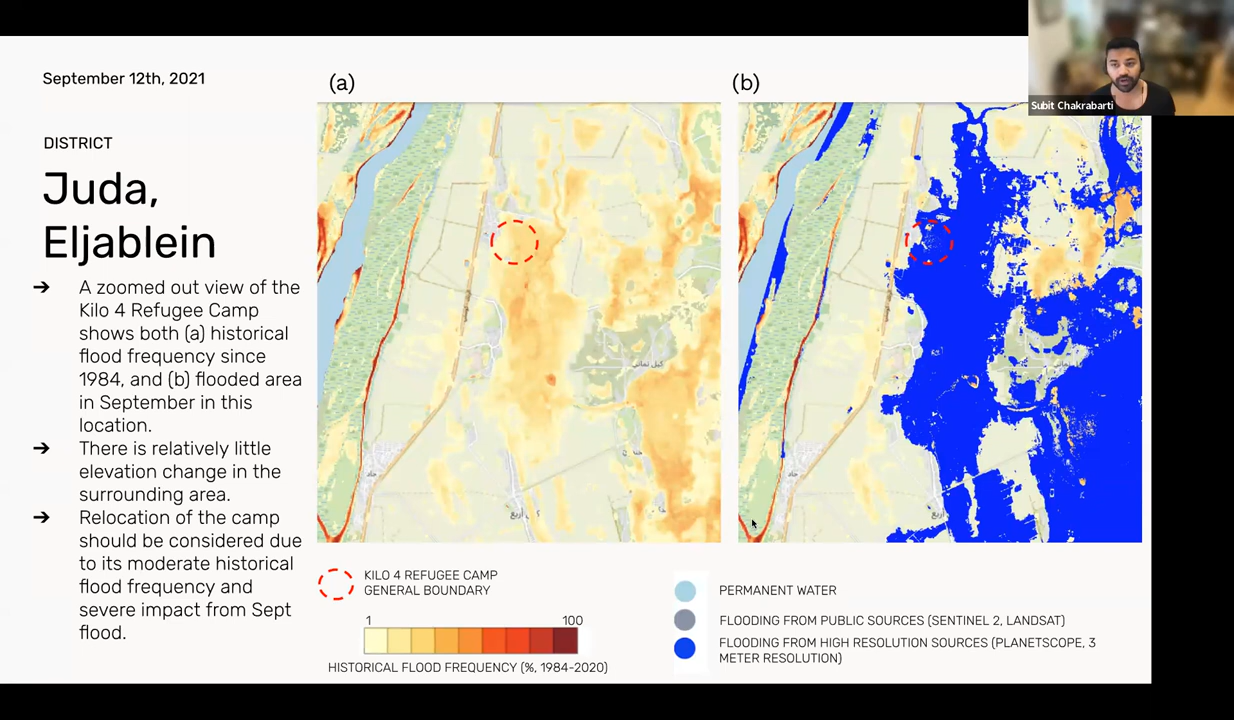 September 12th, 2021
(a)
(b)
Subit Chakrabarti
DISTRICT
Juda,
Eljablein
➔ A zoomed out view of the
Kilo 4 Refugee Camp
shows both (a) historical
flood frequency since
1984, and (b) flooded area
in September in this
location.
➔ There is relatively little
elevation change in the
surrounding area.
➔ Relocation of the camp
should be considered due
to its moderate historical
flood frequency and
severe impact from Sept
flood.
كيل تماني
جاد
KILO 4 REFUGEE CAMP
GENERAL BOUNDARY
1 100
HISTORICAL FLOOD FREQUENCY (%, 1984-2020)
PERMANENT WATER
FLOODING FROM PUBLIC SOURCES (SENTINEL 2, LANDSAT)
FLOODING FROM HIGH RESOLUTION SOURCES (PLANETSCOPE, 3
METER RESOLUTION)